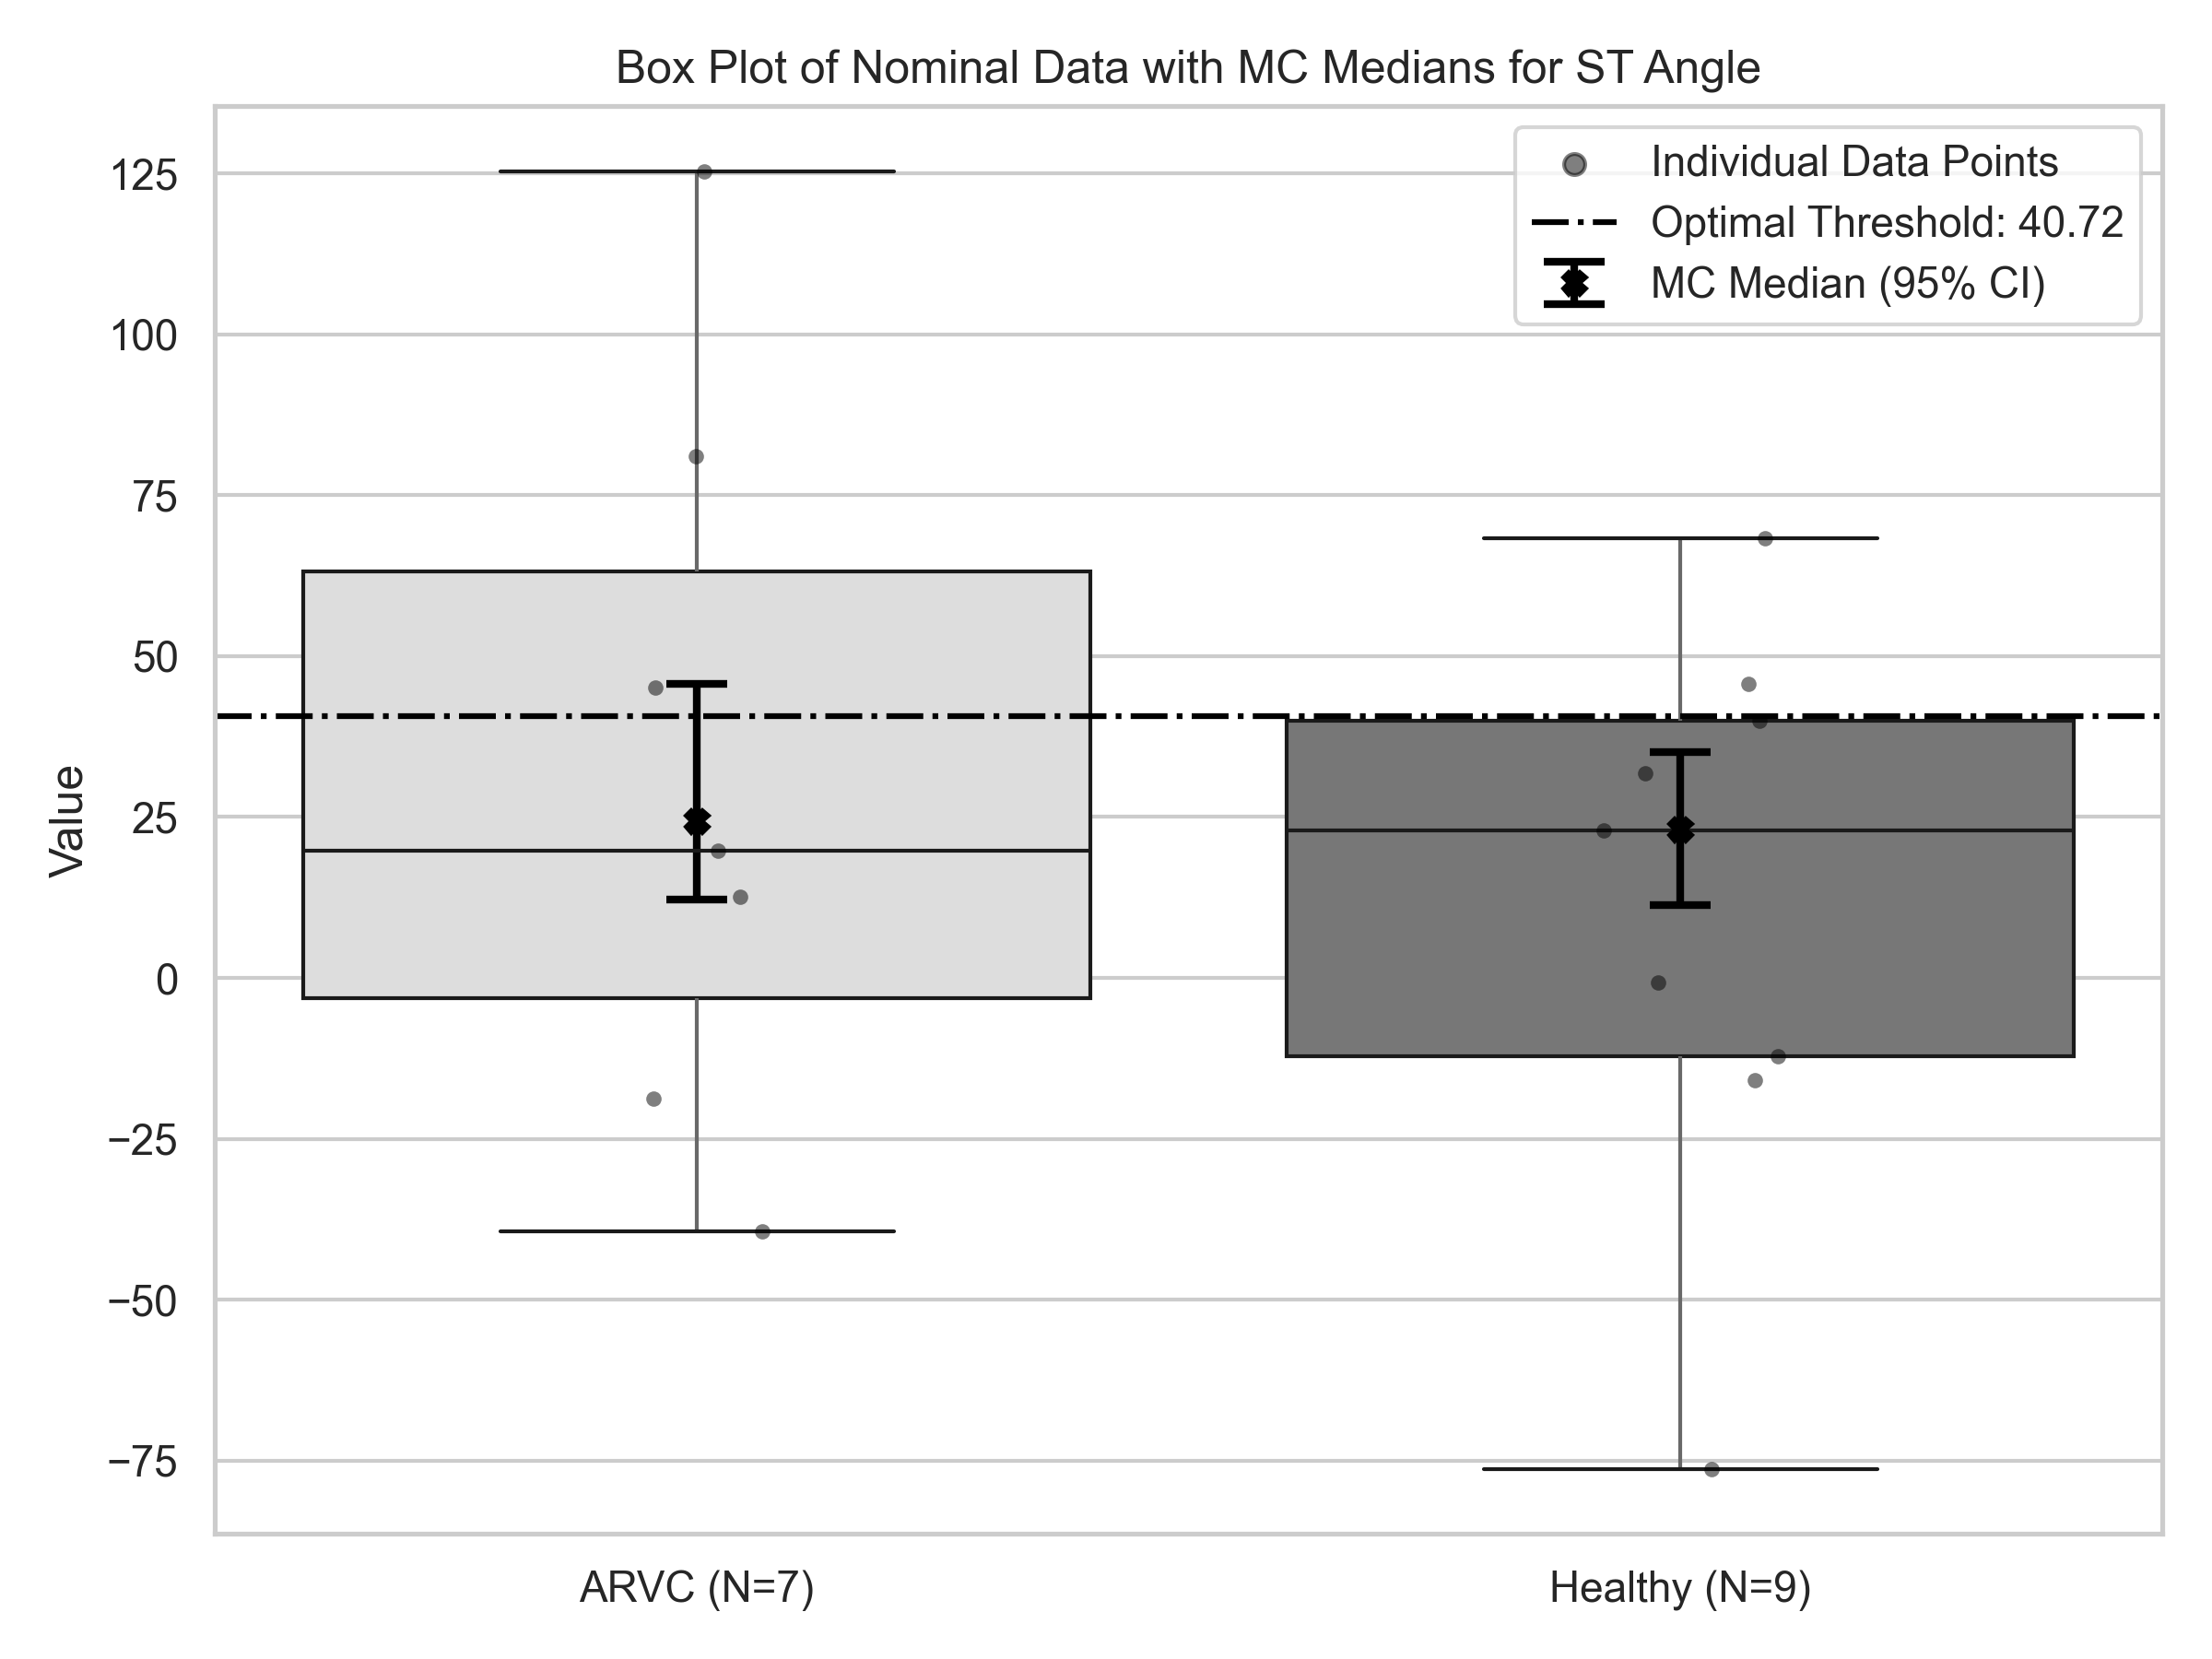 Box Plot of Nominal Data with MC Medians for ST Angle
Individual Data Points
Optimal Threshold: 40.72
MC Median (95% CI)
Value
125
100
75
50
25
0
−25
−50
−75
ARVC (N=7)
Healthy (N=9)